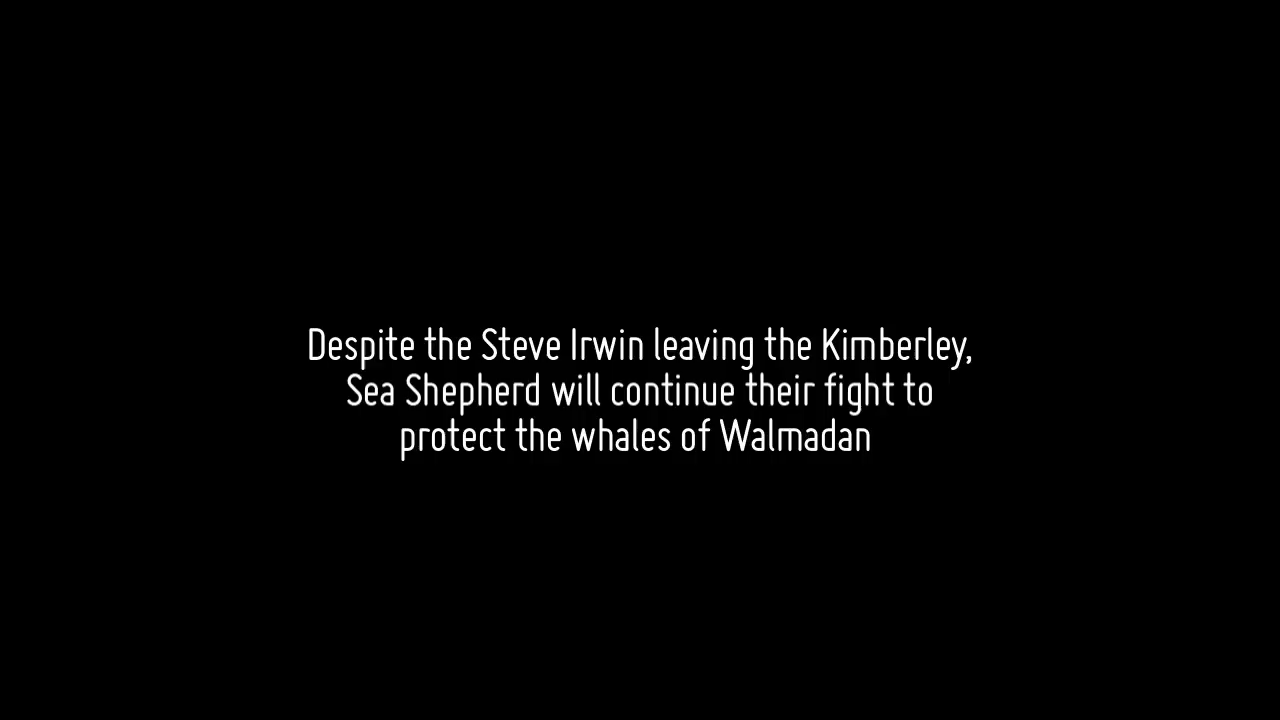 Despite the Steve Irwin leaving the Kimberley,
Sea Shepherd will continue their fight to
protect the whales of Walmadan